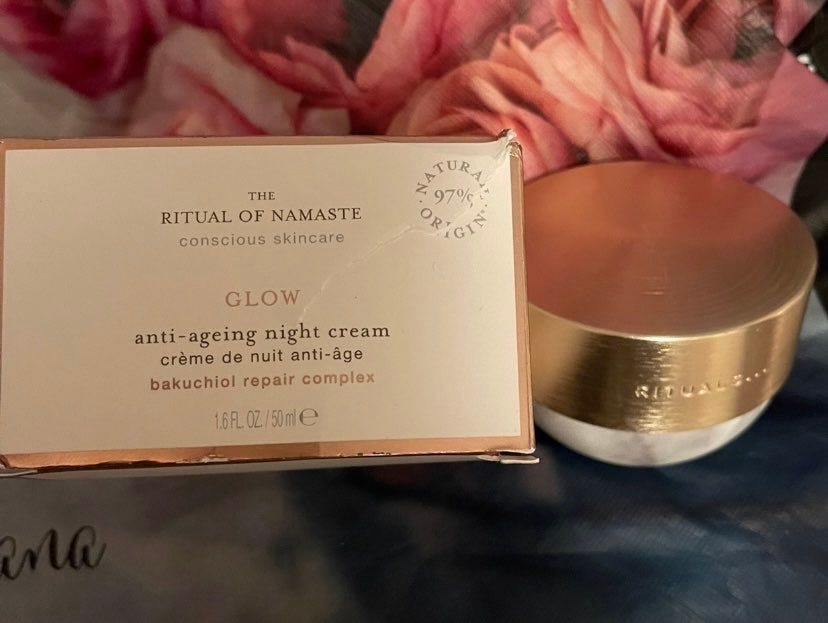 THE
RITUAL OF NAMASTE
conscious skincare
NATURAL
97%
ORIGIN
GLOW
anti-ageing night cream
crème de nuit anti-âge
bakuchiol repair complex
1.6 FL. OZ. / 50 ml ℮
RITUALS...
ana